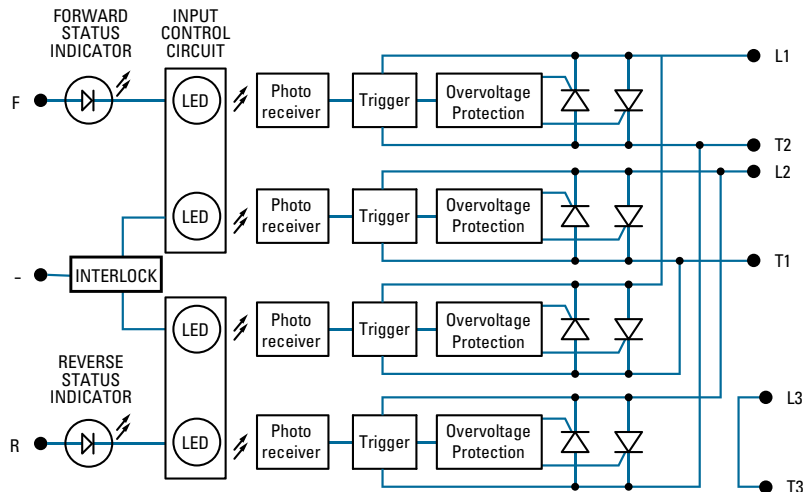 FORWARD
STATUS
INDICATOR
INPUT
CONTROL
CIRCUIT
L1
F
LED
Photo
receiver
Trigger
Overvoltage
Protection
T2
L2
LED
Photo
receiver
Trigger
Overvoltage
Protection
-
INTERLOCK
T1
LED
Photo
receiver
Trigger
Overvoltage
Protection
REVERSE
STATUS
INDICATOR
L3
R
LED
Photo
receiver
Trigger
Overvoltage
Protection
T3